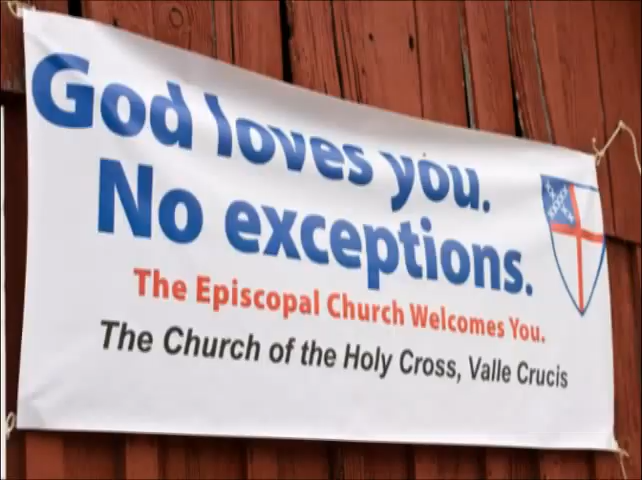 God loves you.
No exceptions.
The Episcopal Church Welcomes You.
The Church of the Holy Cross, Valle Crucis